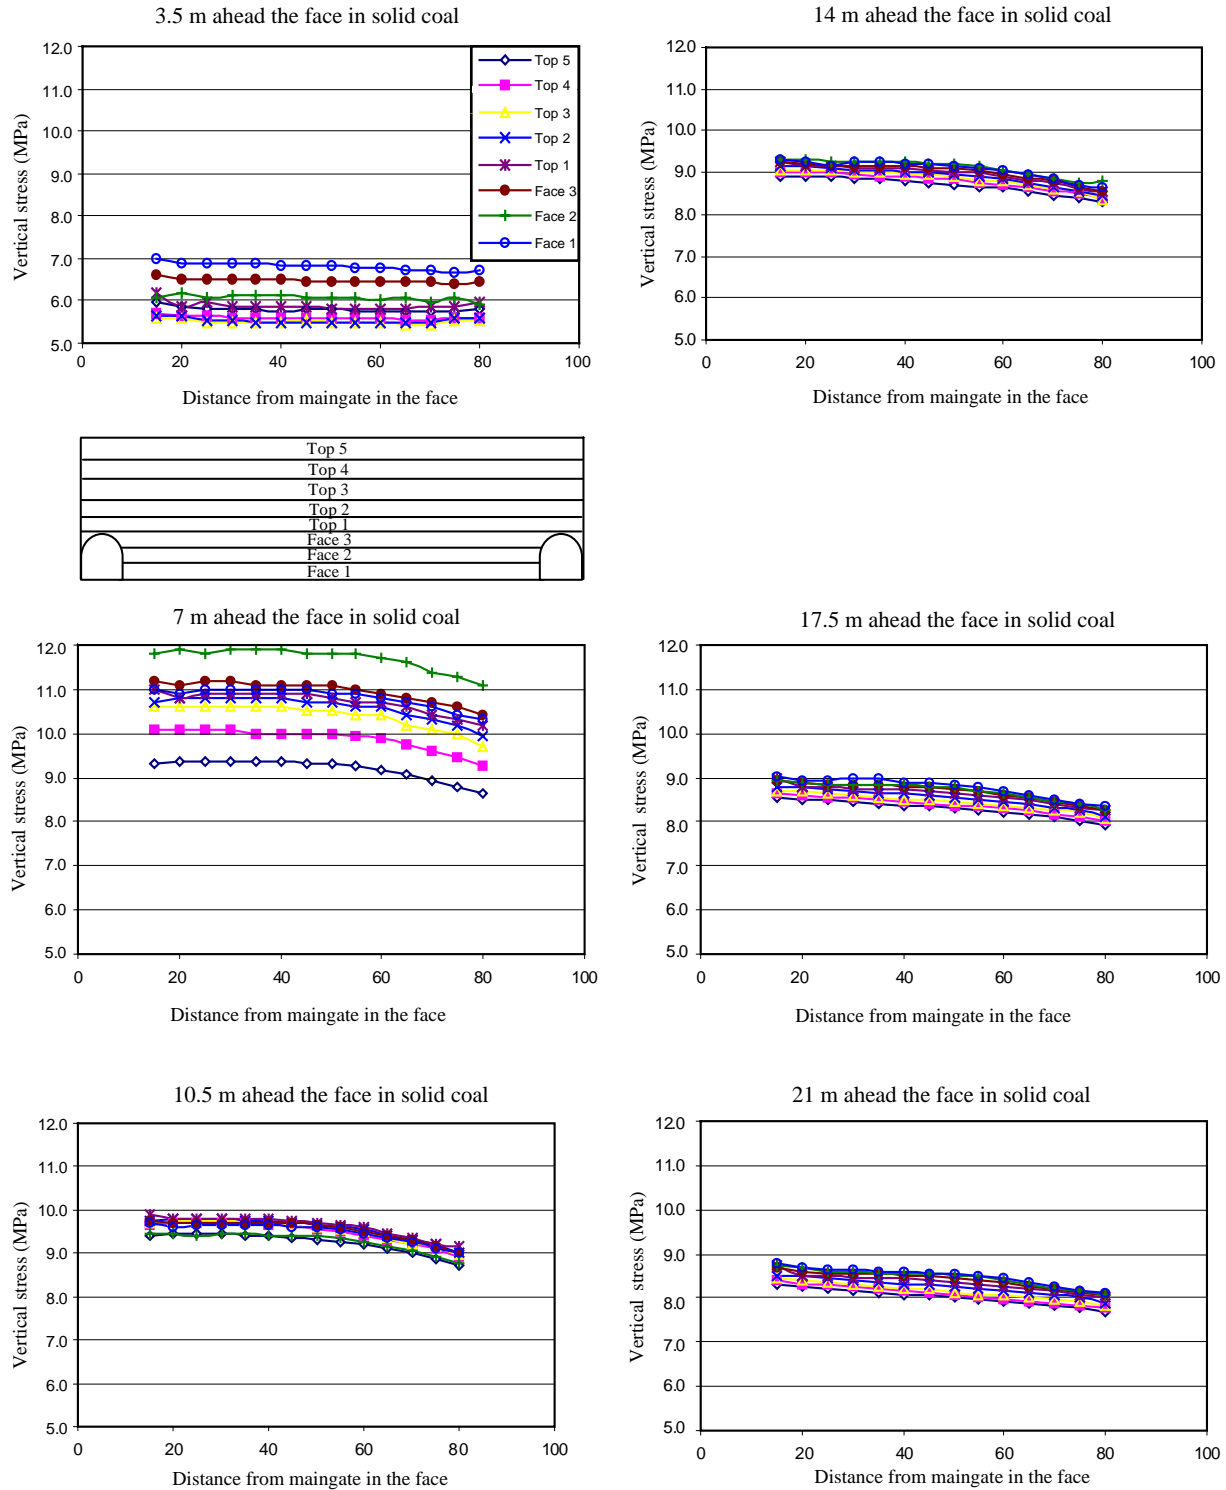 3.5 m ahead the face in solid coal
12.0
11.0
10.0
9.0
8.0
7.0
6.0
5.0
0
20
40
60
80
100
Vertical stress (MPa)
Distance from maingate in the face
Top 5
Top 4
Top 3
Top 2
Top 1
Face 3
Face 2
Face 1
14 m ahead the face in solid coal
12.0
11.0
10.0
9.0
8.0
7.0
6.0
5.0
0
20
40
60
80
100
Vertical stress (MPa)
Distance from maingate in the face
Top 5
Top 4
Top 3
Top 2
Top 1
Face 3
Face 2
Face 1
7 m ahead the face in solid coal
12.0
11.0
10.0
9.0
8.0
7.0
6.0
5.0
0
20
40
60
80
100
Vertical stress (MPa)
Distance from maingate in the face
17.5 m ahead the face in solid coal
12.0
11.0
10.0
9.0
8.0
7.0
6.0
5.0
0
20
40
60
80
100
Vertical stress (MPa)
Distance from maingate in the face
10.5 m ahead the face in solid coal
12.0
11.0
10.0
9.0
8.0
7.0
6.0
5.0
0
20
40
60
80
100
Vertical stress (MPa)
Distance from maingate in the face
21 m ahead the face in solid coal
12.0
11.0
10.0
9.0
8.0
7.0
6.0
5.0
0
20
40
60
80
100
Vertical stress (MPa)
Distance from maingate in the face